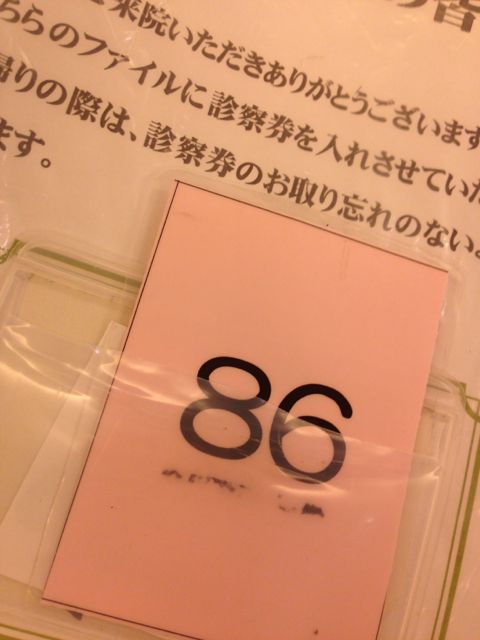 来院いただきありがとうございます
ちらのファイルに診察券を入れさせていた
帰りの際は、診察券のお取り忘れのない
ます。
86